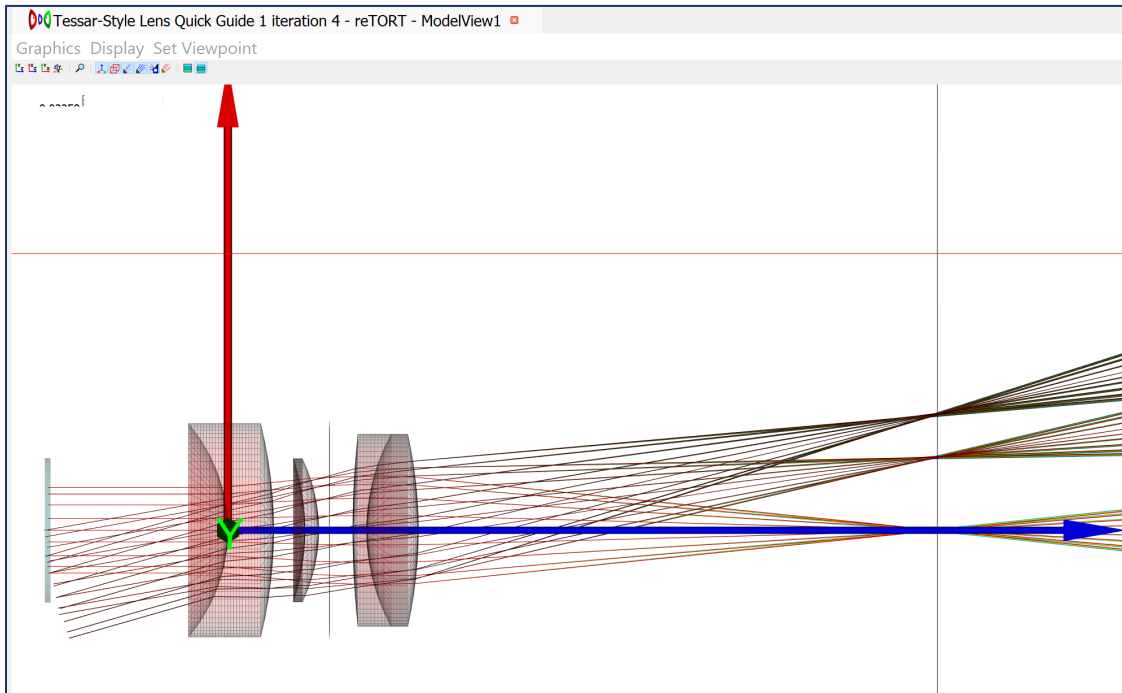 Tessar-Style Lens Quick Guide 1 iteration 4 - reTORT - ModelView1
Graphics Display Set Viewpoint
Y